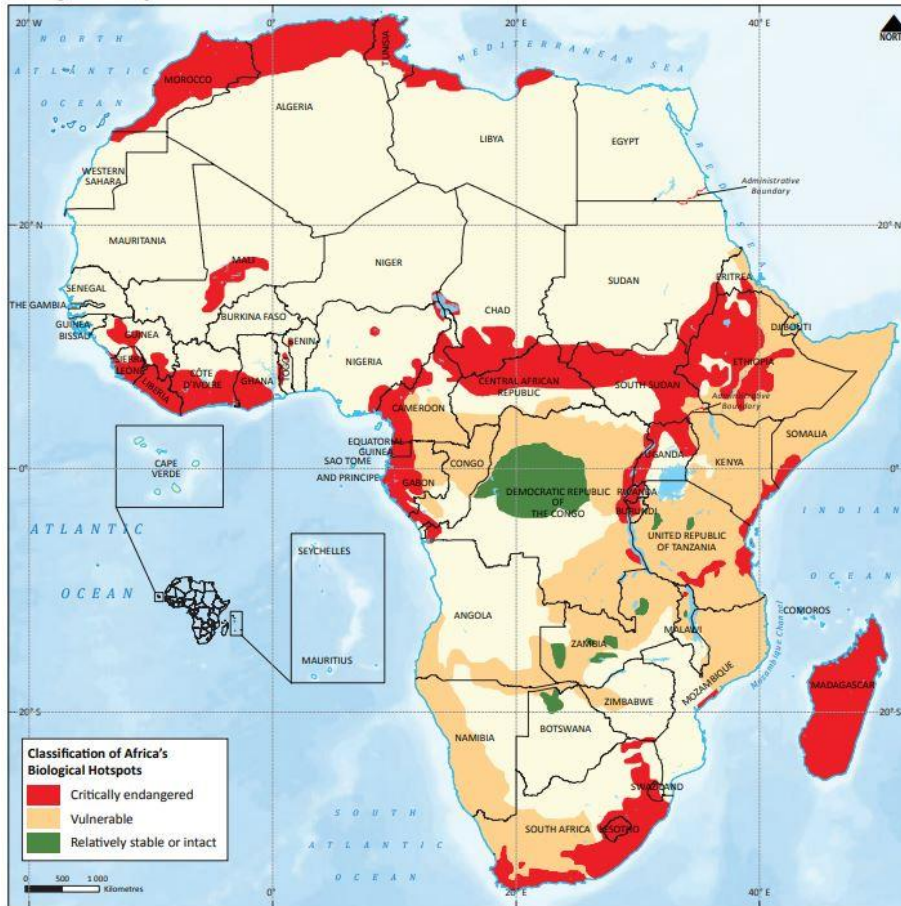 20° W
0°
20° E
40° E
NORTH
NORTH
ATLANTIC
OCEAN
MEDITERRANEAN SEA
TUNISIA
MOROCCO
ALGERIA
LIBYA
EGYPT
RED SEA
WESTERN
SAHARA
Administrative
Boundary
20° N
20° N
MAURITANIA
MALI
NIGER
SUDAN
CHAD
ERITREA
SENEGAL
THE GAMBIA
BURKINA FASO
GUINEA
BISSAU
GUINEA
BENIN
DJIBOUTI
NIGERIA
SIERRA
LEONE
CÔTE
D'IVOIRE
GHANA
TOGO
ETHIOPIA
LIBERIA
CENTRAL AFRICAN
REPUBLIC
SOUTH SUDAN
CAMEROON
Administrative
Boundary
SOMALIA
EQUATORIAL
GUINEA
UGANDA
KENYA
CAPE
VERDE
SAO TOME
AND PRINCIPE
CONGO
0°
0°
GABON
DEMOCRATIC REPUBLIC
OF
THE CONGO
RWANDA
BURUNDI
INDIAN
OCEAN
ATLANTIC
OCEAN
UNITED REPUBLIC
OF TANZANIA
SEYCHELLES
ANGOLA
COMOROS
ZAMBIA
MALAWI
MAURITIUS
Mozambique Channel
MADAGASCAR
MOZAMBIQUE
ZIMBABWE
20° S
20° S
NAMIBIA
BOTSWANA
SWAZILAND
SOUTH AFRICA
LESOTHO
SOUTH
ATLANTIC
OCEAN
20° E
40° E
0°
Classification of Africa's
Biological Hotspots
Critically endangered
Vulnerable
Relatively stable or intact
0 500 1 000
Kilometres